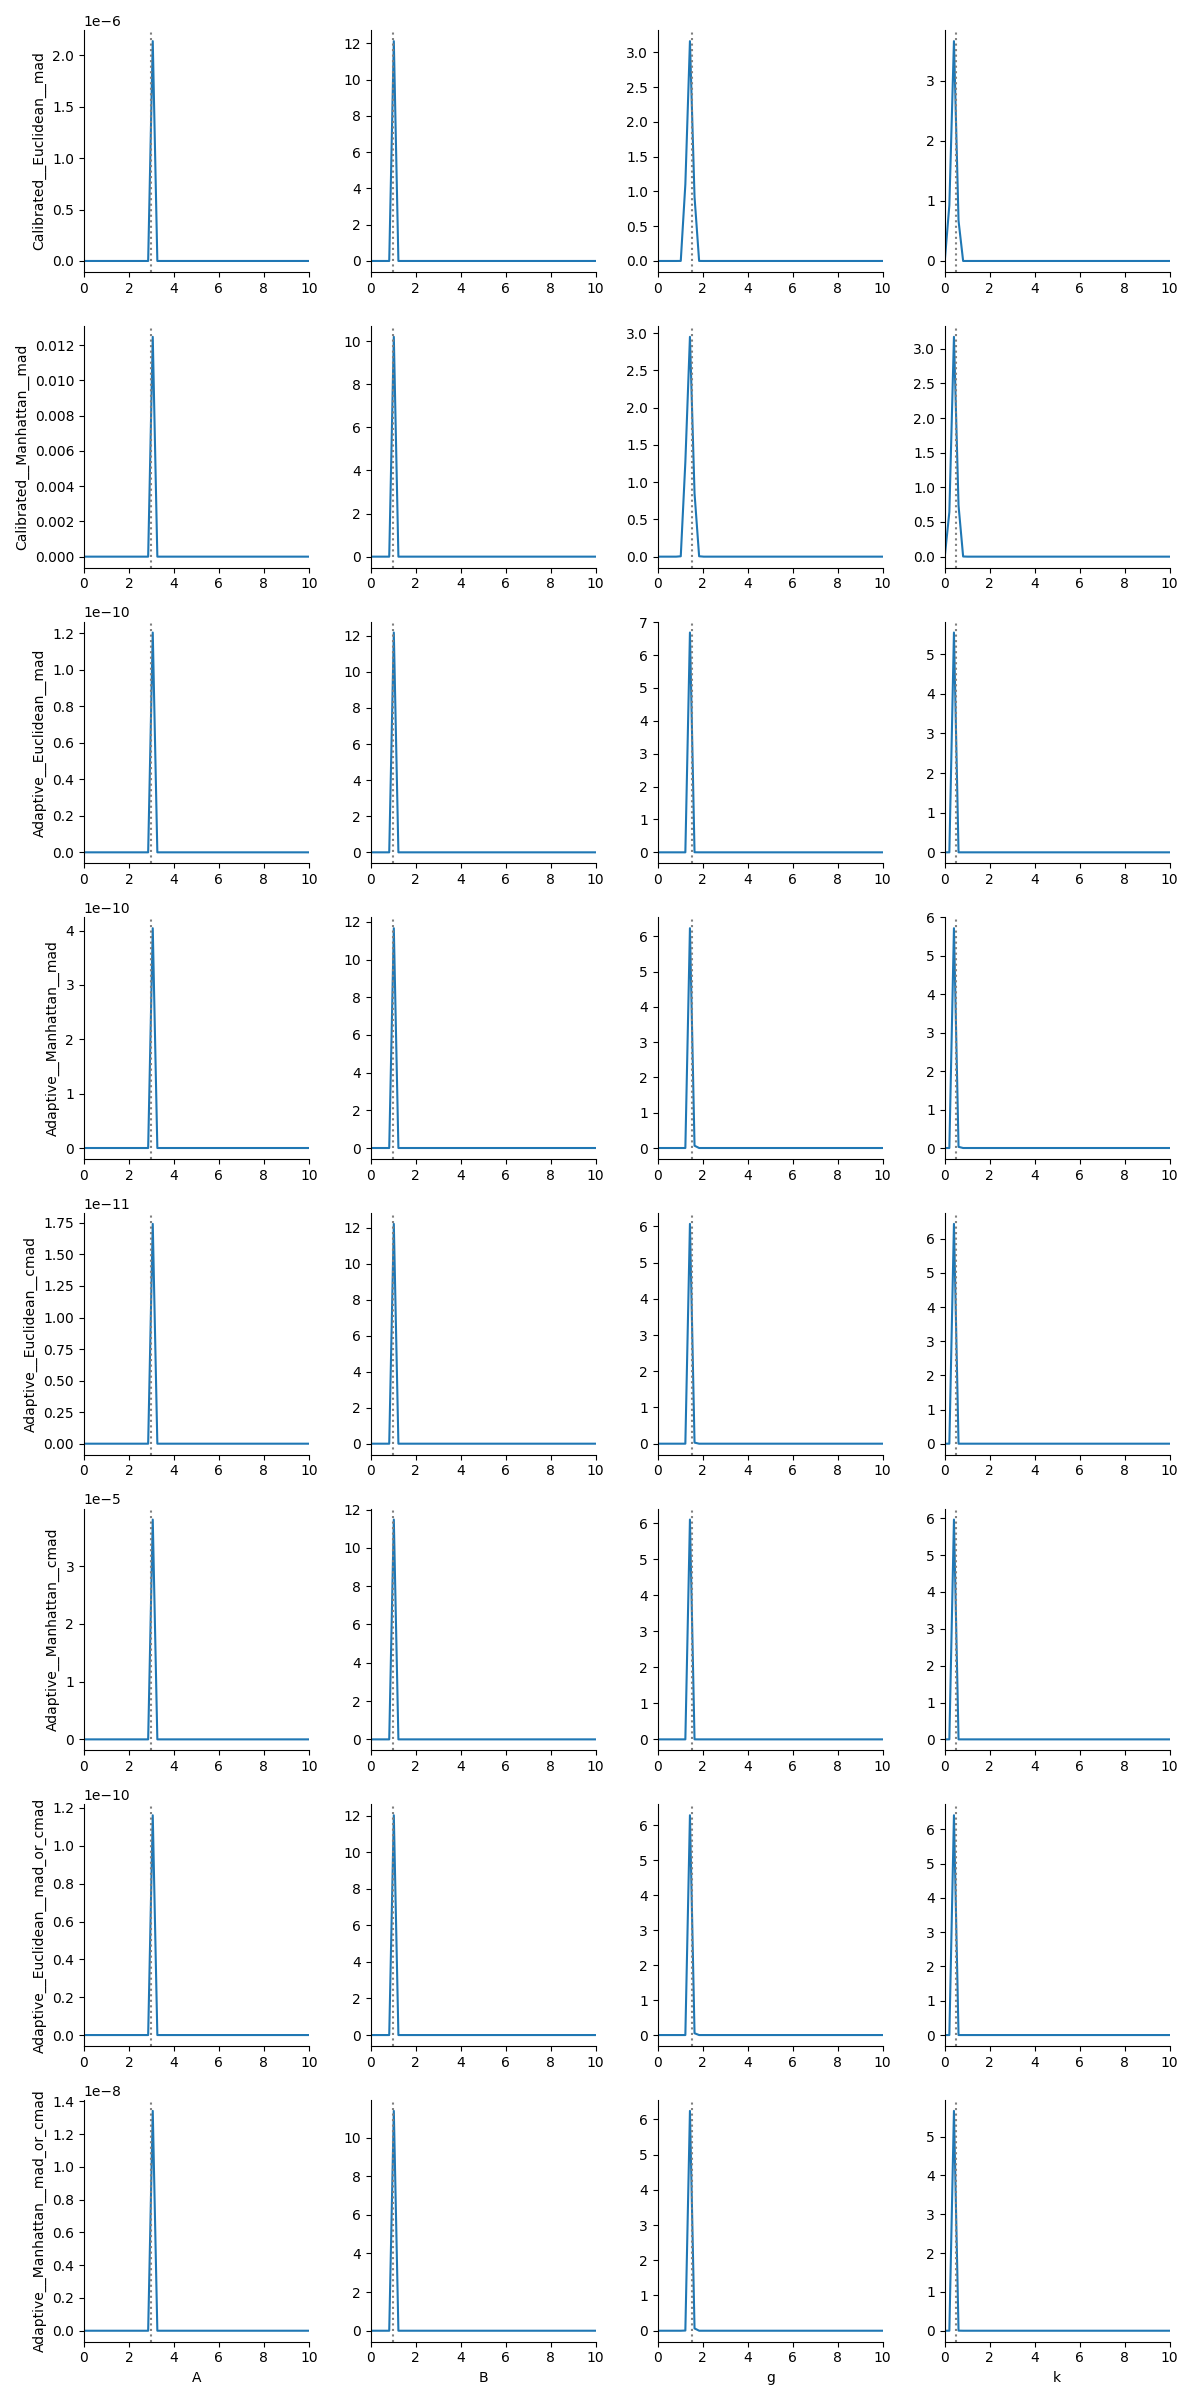 1e−6
Calibrated__Euclidean__mad
2.0 1.5 1.0 0.5 0.0
0 2 4 6 8 10
12 10 8 6 4 2 0
0 2 4 6 8 10
3.0 2.5 2.0 1.5 1.0 0.5 0.0
0 2 4 6 8 10
3 2 1 0
0 2 4 6 8 10
Calibrated__Manhattan__mad
0.012 0.010 0.008 0.006 0.004 0.002 0.000
0 2 4 6 8 10
10 8 6 4 2 0
0 2 4 6 8 10
3.0 2.5 2.0 1.5 1.0 0.5 0.0
0 2 4 6 8 10
3.0 2.5 2.0 1.5 1.0 0.5 0.0
0 2 4 6 8 10
1e−10
Adaptive__Euclidean__mad
1.2 1.0 0.8 0.6 0.4 0.2 0.0
0 2 4 6 8 10
12 10 8 6 4 2 0
0 2 4 6 8 10
7 6 5 4 3 2 1 0
0 2 4 6 8 10
5 4 3 2 1 0
0 2 4 6 8 10
1e−10
Adaptive__Manhattan__mad
4 3 2 1 0
0 2 4 6 8 10
12 10 8 6 4 2 0
0 2 4 6 8 10
6 5 4 3 2 1 0
0 2 4 6 8 10
6 5 4 3 2 1 0
0 2 4 6 8 10
1e−11
Adaptive__Euclidean__cmad
1.75 1.50 1.25 1.00 0.75 0.50 0.25 0.00
0 2 4 6 8 10
12 10 8 6 4 2 0
0 2 4 6 8 10
6 5 4 3 2 1 0
0 2 4 6 8 10
6 5 4 3 2 1 0
0 2 4 6 8 10
1e−5
Adaptive__Manhattan__cmad
3 2 1 0
0 2 4 6 8 10
12 10 8 6 4 2 0
0 2 4 6 8 10
6 5 4 3 2 1 0
0 2 4 6 8 10
6 5 4 3 2 1 0
0 2 4 6 8 10
1e−10
Adaptive__Euclidean__mad_or_cmad
1.2 1.0 0.8 0.6 0.4 0.2 0.0
0 2 4 6 8 10
12 10 8 6 4 2 0
0 2 4 6 8 10
6 5 4 3 2 1 0
0 2 4 6 8 10
6 5 4 3 2 1 0
0 2 4 6 8 10
1e−8
Adaptive__Manhattan__mad_or_cmad
1.4 1.2 1.0 0.8 0.6 0.4 0.2 0.0
0 2 4 6 8 10
A
10 8 6 4 2 0
0 2 4 6 8 10
B
6 5 4 3 2 1 0
0 2 4 6 8 10
g
5 4 3 2 1 0
0 2 4 6 8 10
k